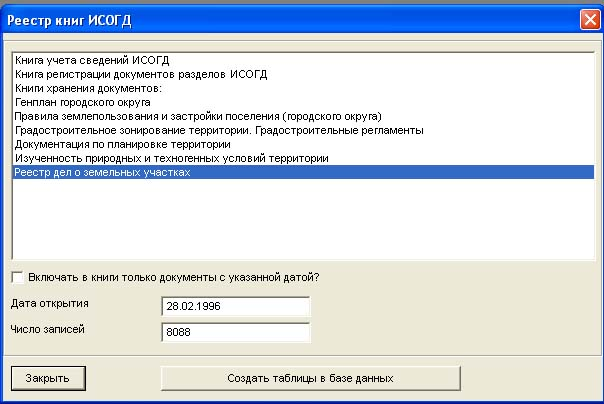 Реестр книг ИСОГД
Книга учета сведений ИСОГД
Книга регистрации документов разделов ИСОГД
Книги хранения документов:
Генплан городского округа
Правила землепользования и застройки поселения (городского округа)
Градостроительное зонирование территории. Градостроительные регламенты
Документация по планировке территории
Изученность природных и техногенных условий территории
Реестр дел о земельных участках
Включать в книги только документы с указанной датой?
Дата открытия 28.02.1996
Число записей 8088
Закрыть Создать таблицы в базе данных